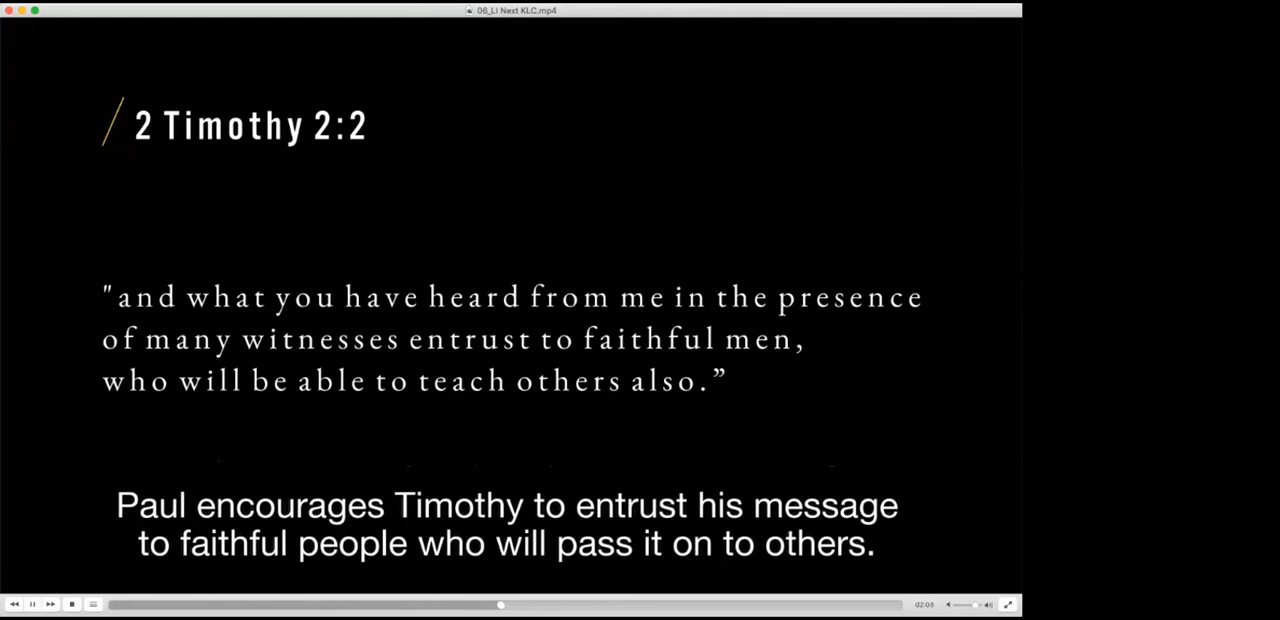 06_LI Next KLC.mp4
2 Timothy 2:2
"and what you have heard from me in the presence
of many witnesses entrust to faithful men,
who will be able to teach others also.”
Paul encourages Timothy to entrust his message
to faithful people who will pass it on to others.
02:08